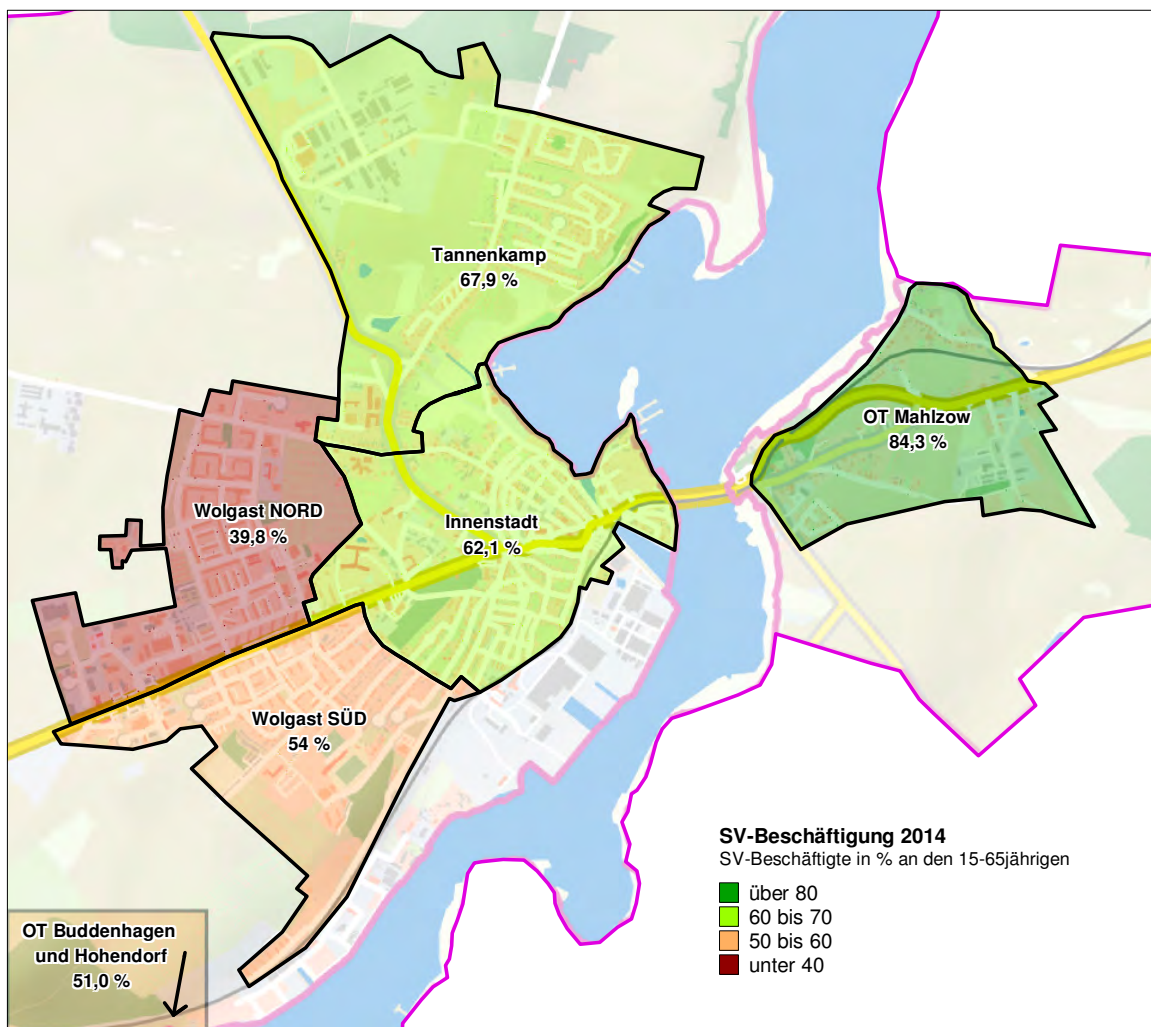 Tannenkamp
67,9 %
OT Mahlzow
84,3 %
Wolgast NORD
39,8 %
Innenstadt
62,1 %
Wolgast SÜD
54 %
OT Buddenhagen
und Hohendorf
51,0 %
SV-Beschäftigung 2014
SV-Beschäftigte in % an den 15-65jährigen
über 80
60 bis 70
50 bis 60
unter 40